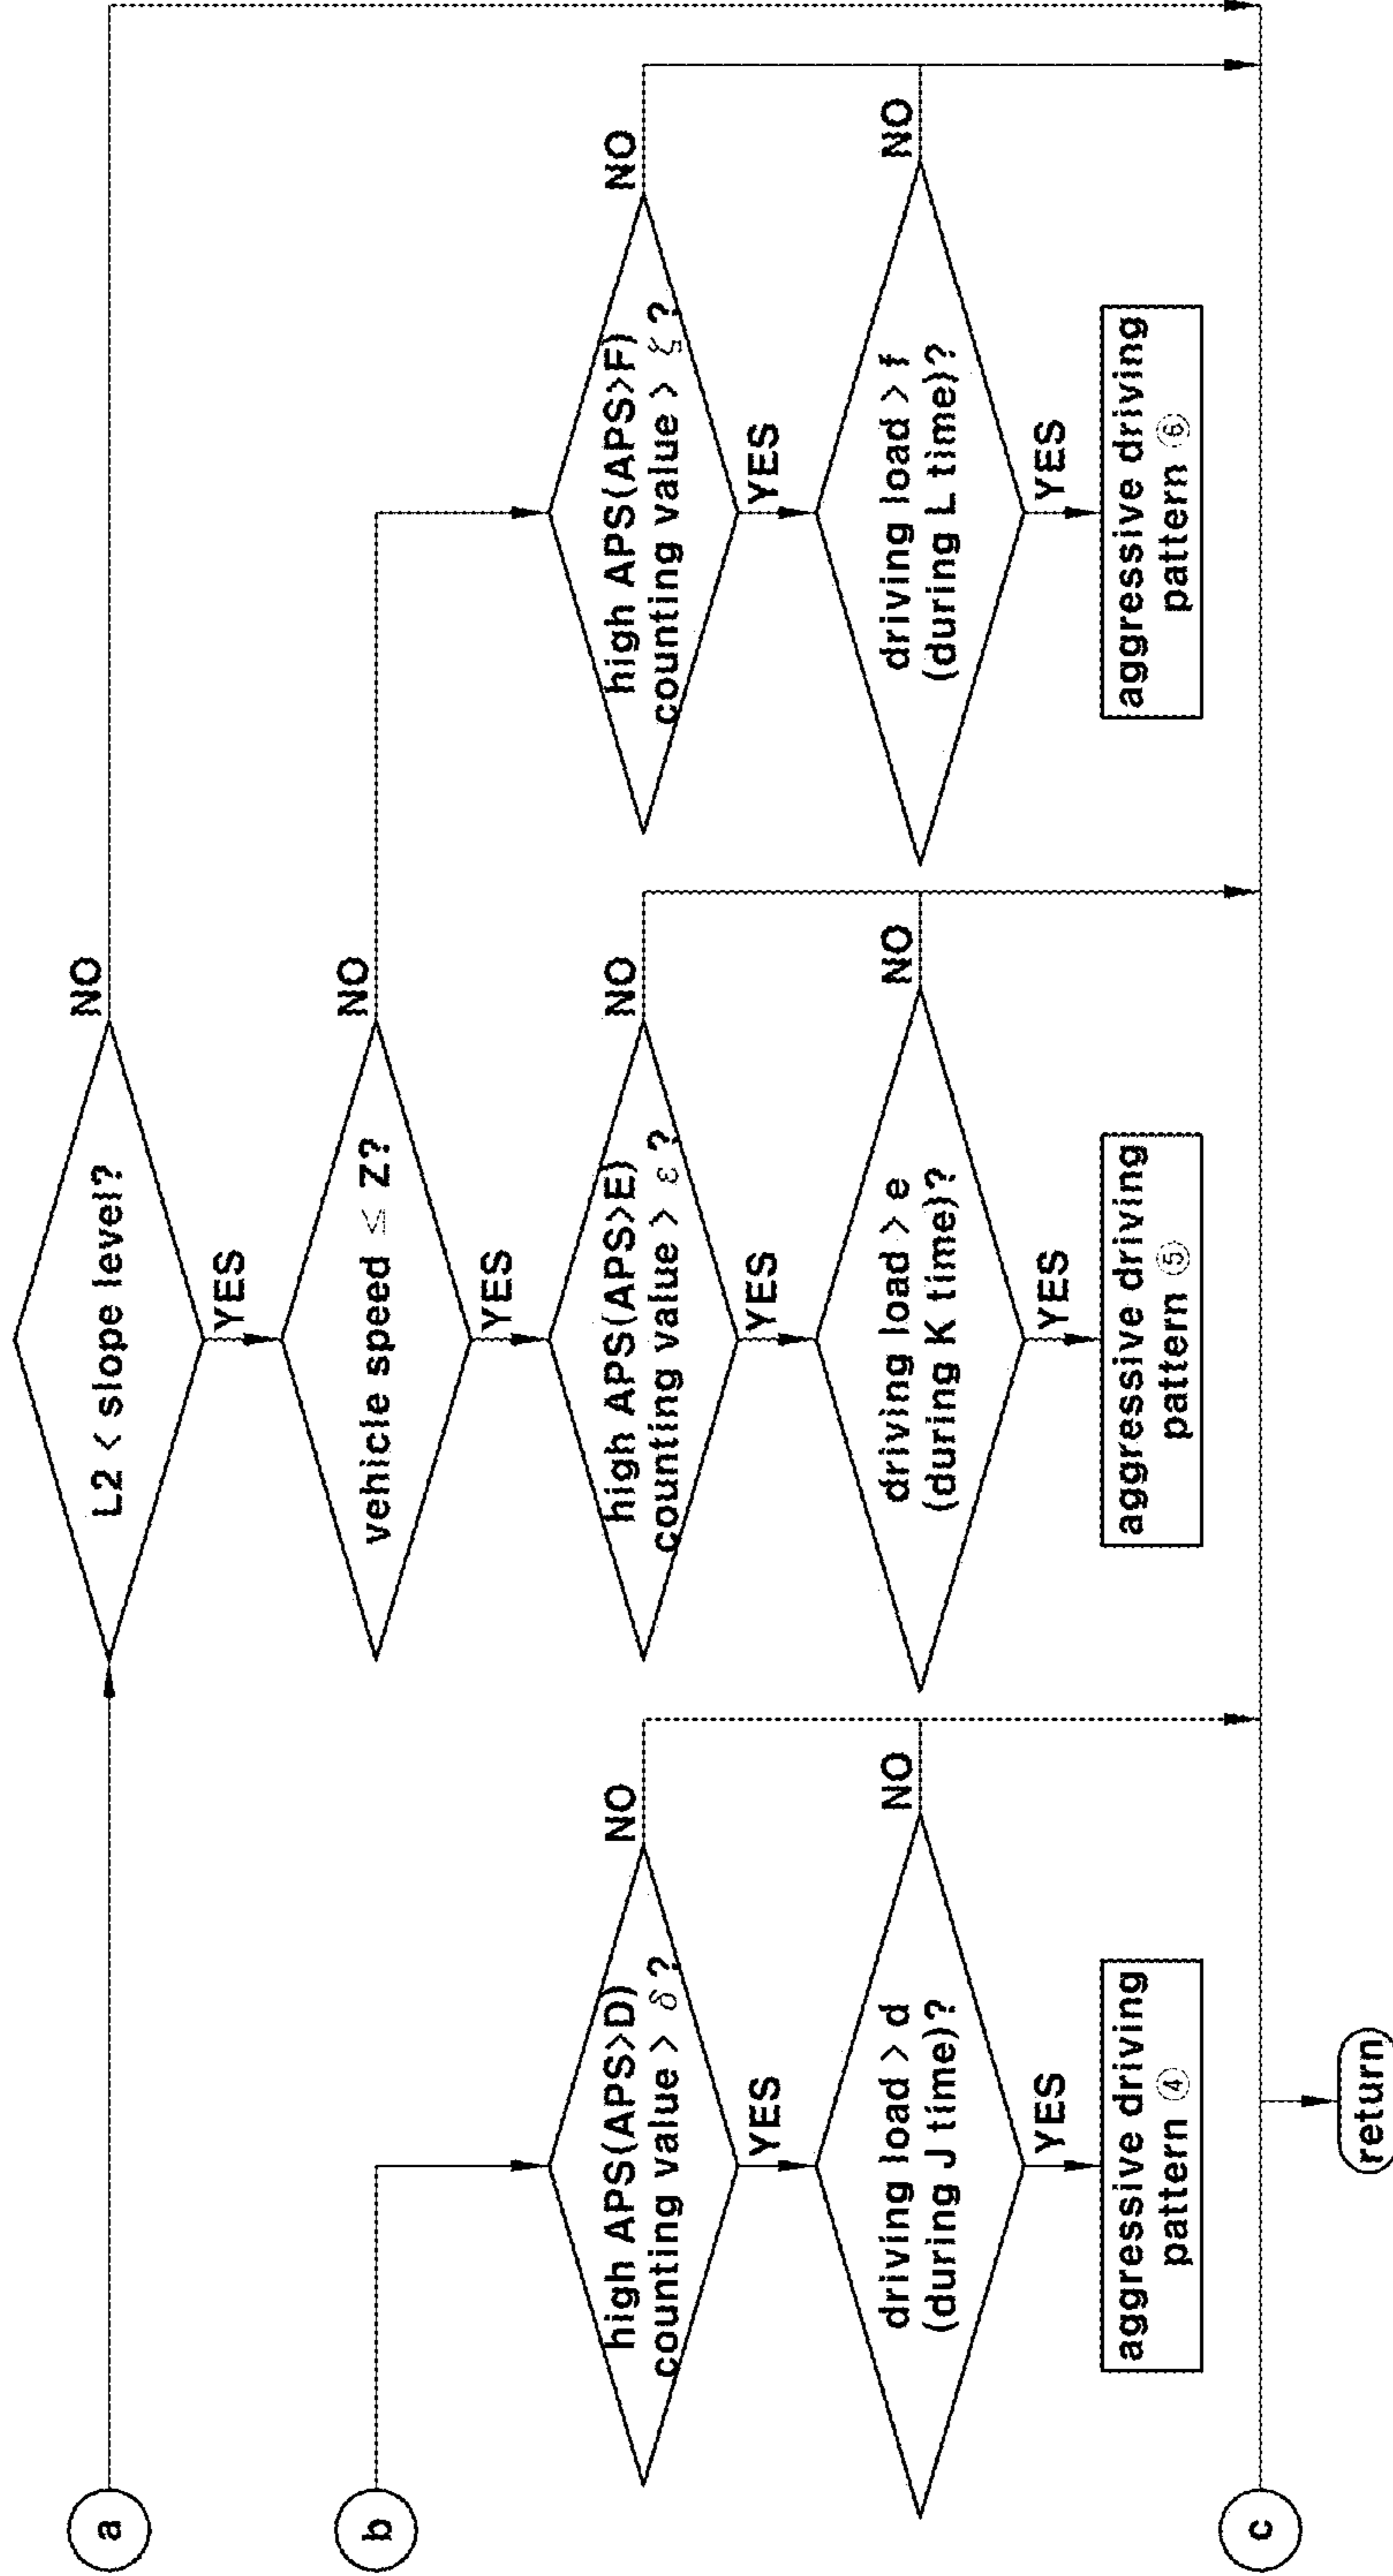 a
L2 < slope level?
NO
YES
b
vehicle speed ≤ Z?
NO
YES
high APS(APS>D)
counting value > δ ?
NO
YES
high APS(APS>E)
counting value > ε ?
NO
YES
high APS(APS>F)
counting value > ζ ?
NO
YES
driving load > d
(during J time)?
NO
YES
driving load > e
(during K time)?
NO
YES
driving load > f
(during L time)?
NO
YES
aggressive driving
pattern ④
aggressive driving
pattern ⑤
aggressive driving
pattern ⑥
c
return